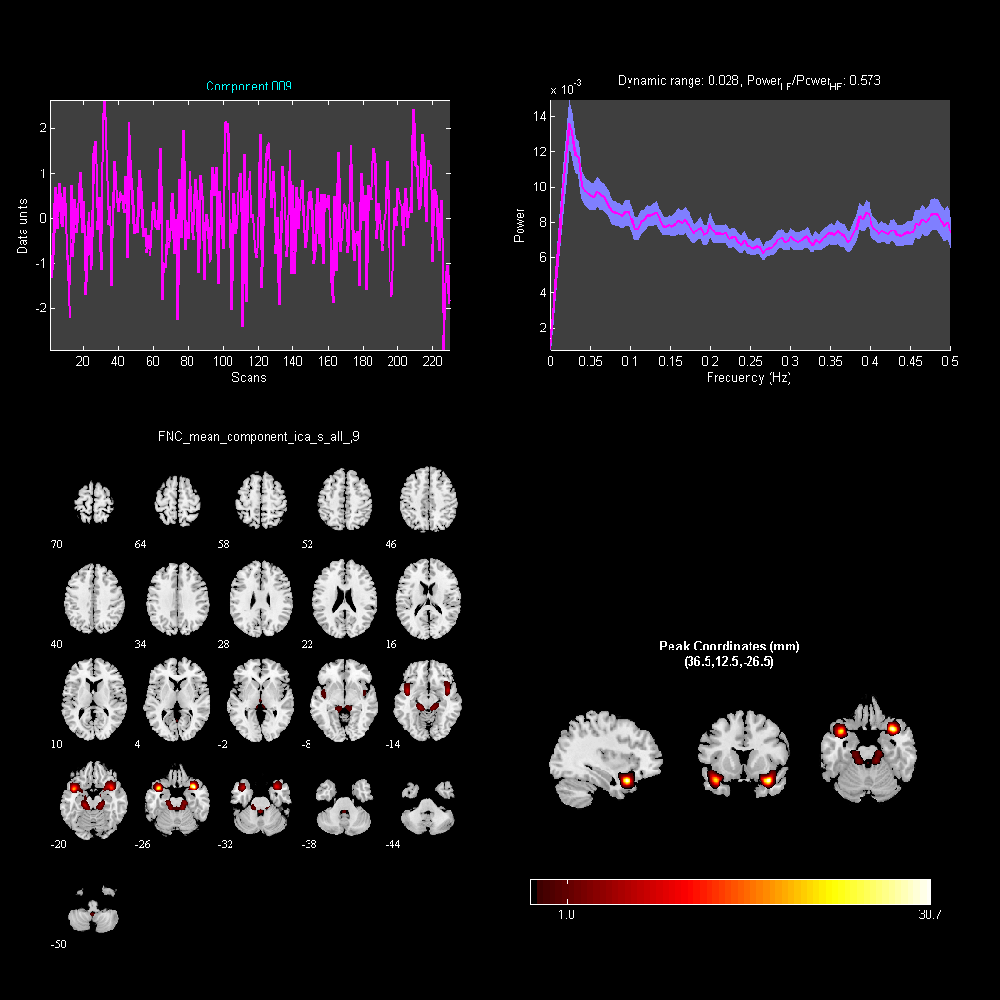 Component 009
2
1
0
-1
-2
Data units
20 40 60 80 100 120 140 160 180 200 220
Scans
Dynamic range: 0.028, Power_LF/Power_HF: 0.573
x 10^-3
14
12
10
8
6
4
2
Power
0 0.05 0.1 0.15 0.2 0.25 0.3 0.35 0.4 0.45 0.5
Frequency (Hz)
FNC_mean_component_ica_s_all_,9
70 64 58 52 46
40 34 28 22 16
10 4 -2 -8 -14
-20 -26 -32 -38 -44
-50
Peak Coordinates (mm)
(36.5,12.5,-26.5)
1.0 30.7